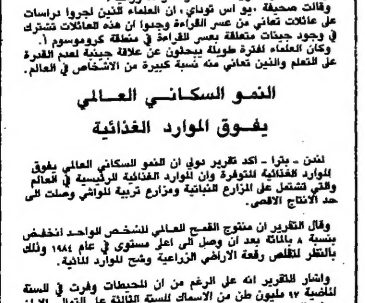 وقالت صحيفة «يو اس توداي» ان العلماء الذين اجروا دراسات
على عائلات تعاني من عسر القراءة وجدوا ان هذه العائلات تشترك
في وجود جينات متعلقة بعسر القراءة في منطقة كروموسوم أ.
وكان العلماء لفترة طويلة يبحثون عن علاقة جينية لعدم القدرة
على التعلم والذين تعاني منه نسبة كبيرة من الاشخاص في العالم.
النمو السكاني العالمي
يفوق الموارد الغذائية
لندن - بترا - أكد تقرير دولي ان النمو السكاني العالمي يفوق
الموارد الغذائية المتوفرة وان الموارد الغذائية الرئيسية في العالم
والتي تشتمل على المزارع النباتية ومزارع تربية المواشي وصلت الى
حد الانتاج الاقصى.
وقال التقرير ان منتوج القمح العالمي للشخص الواحد انخفض
بنسبة ٨ بالمائة بعد ان وصل الى اعلى مستوى في عام ١٩٨٤ وذلك
بالنظر لتقلص رقعة الاراضي الزراعية وشح الموارد المائية.
واشار التقرير انه على الرغم من ان المحيطات وفرت في السنة
الماضية ٩٧ مليون طن من الاسماك للسنة الثالثة على التوالي